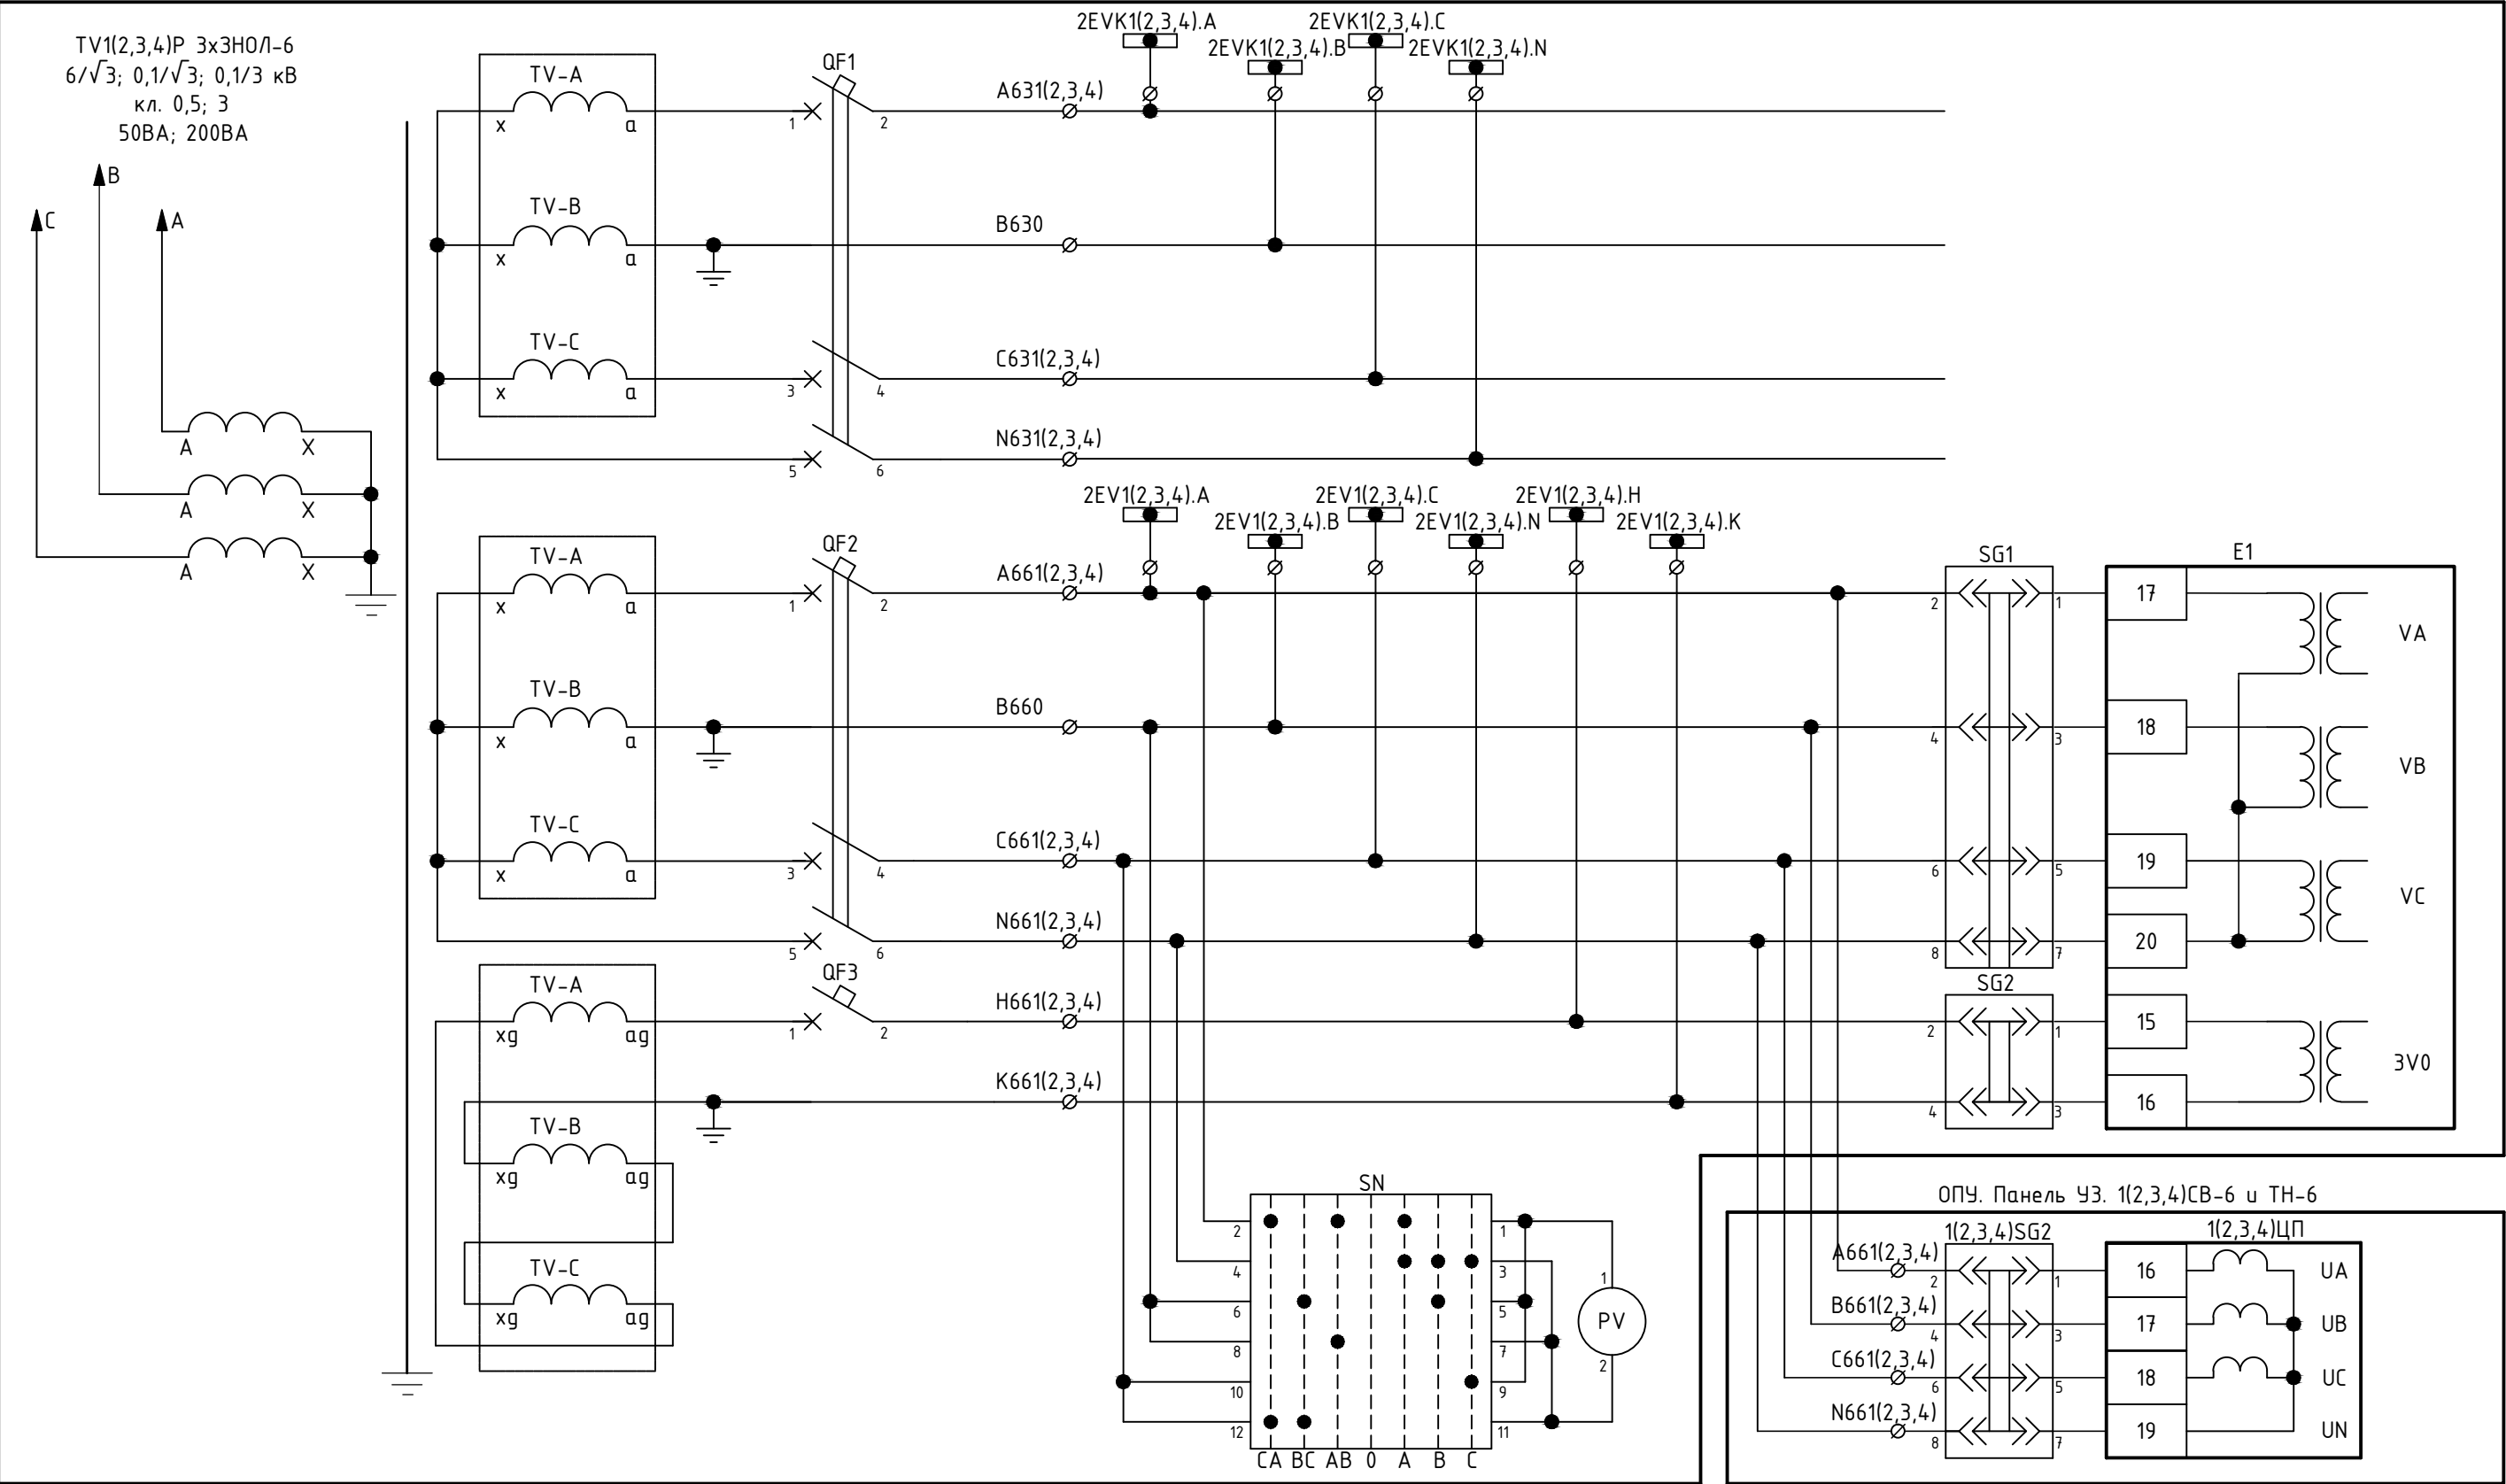 TV1(2,3,4)Р 3хЗНОЛ-6
6/√3; 0,1/√3; 0,1/3 кВ
кл. 0,5; 3
50ВА; 200ВА
C
B
A
A X
A X
A X
TV-A
x a
TV-B
x a
TV-C
x a
QF1
1 2
3 4
5 6
A631(2,3,4)
B630
C631(2,3,4)
N631(2,3,4)
2EVK1(2,3,4).A
2EVK1(2,3,4).B
2EVK1(2,3,4).C
2EVK1(2,3,4).N
TV-A
x a
TV-B
x a
TV-C
x a
QF2
1 2
3 4
5 6
A661(2,3,4)
B660
C661(2,3,4)
N661(2,3,4)
2EV1(2,3,4).A
2EV1(2,3,4).B
2EV1(2,3,4).C
2EV1(2,3,4).N
2EV1(2,3,4).H
2EV1(2,3,4).K
TV-A
xg ag
TV-B
xg ag
TV-C
xg ag
QF3
1 2
H661(2,3,4)
K661(2,3,4)
SG1
2 1
4 3
6 5
8 7
SG2
2 1
4 3
E1
17
18
19
20
15
16
VA
VB
VC
3V0
SN
2 1
4 3
6 5
8 7
10 9
12 11
CA BC AB 0 A B C
1
PV
2
ОПУ. Панель У3. 1(2,3,4)СВ-6 и ТН-6
1(2,3,4)SG2
1(2,3,4)ЦП
A661(2,3,4)
2 1
16
UA
B661(2,3,4)
4 3
17
UB
C661(2,3,4)
6 5
18
UC
N661(2,3,4)
8 7
19
UN